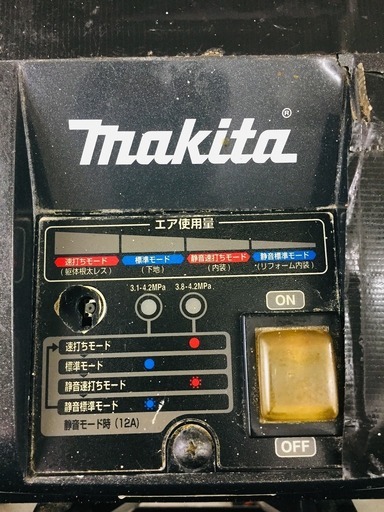 makita®
エア使用量
速打ちモード 標準モード 静音速打ちモード 静音標準モード
(躯体根太レス) (下地) (内装) (リフォーム内装)
3.1-4.2MPa 3.8-4.2MPa
ON
速打ちモード
標準モード
静音速打ちモード
静音標準モード
静音モード時(12A)
OFF